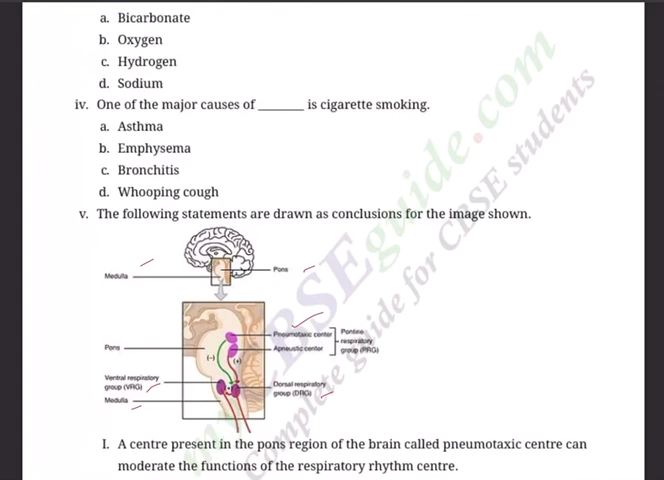 a. Bicarbonate
b. Oxygen
c. Hydrogen
d. Sodium
iv. One of the major causes of _______ is cigarette smoking.
a. Asthma
b. Emphysema
c. Bronchitis
d. Whooping cough
v. The following statements are drawn as conclusions for the image shown.
Medulla
Pons
Pneumotaxic center
Apneustic center
Pontine
respiratory
group (PRG)
Pons
(-)
(+)
Ventral respiratory
group (VRG)
Medulla
Dorsal respiratory
group (DRG)
I. A centre present in the pons region of the brain called pneumotaxic centre can
moderate the functions of the respiratory rhythm centre.
myCBSEguide.com
Complete guide for CBSE students